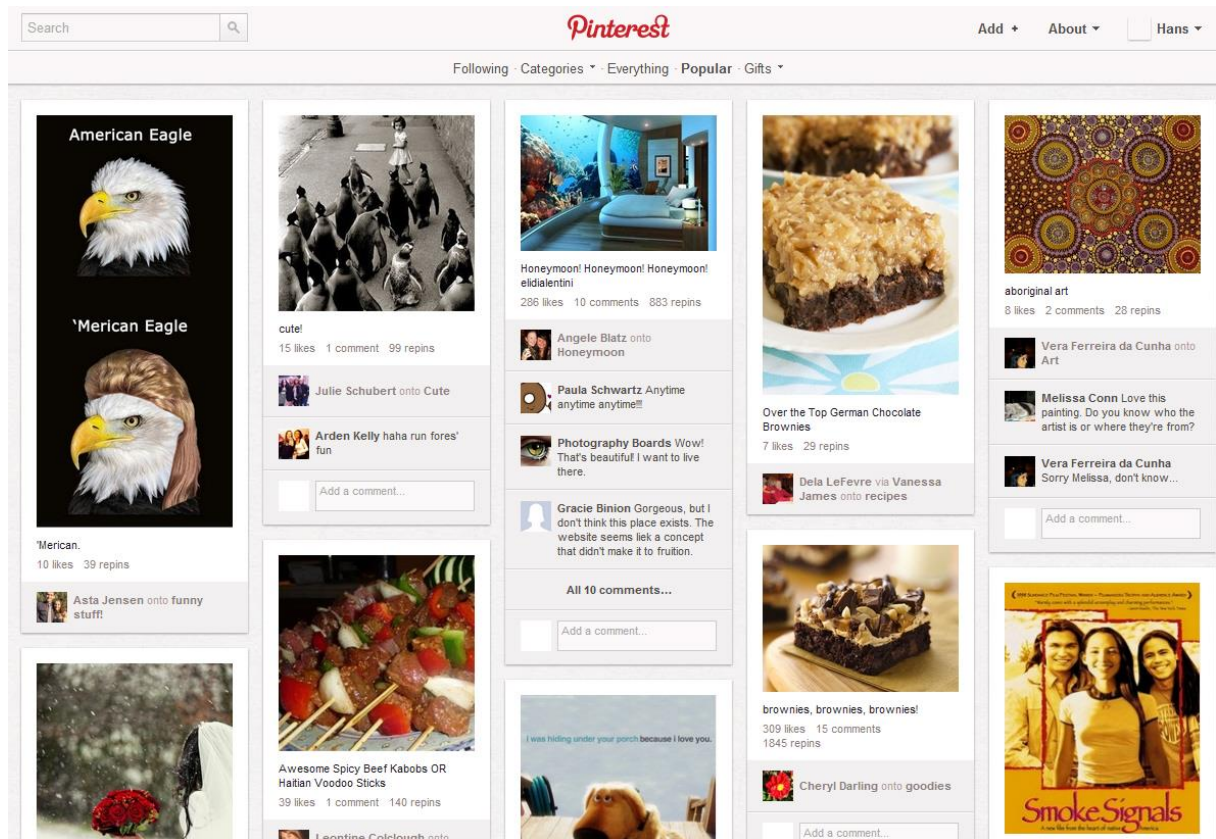 Search
Pinterest
Add +
About
Hans
Following · Categories · Everything · Popular · Gifts
American Eagle
'Merican Eagle
'Merican.
10 likes 39 repins
Asta Jensen onto funny
stuff!
cute!
15 likes 1 comment 99 repins
Julie Schubert onto Cute
Arden Kelly haha run fores'
fun
Add a comment...
Awesome Spicy Beef Kabobs OR
Haitian Voodoo Sticks
39 likes 1 comment 140 repins
Leontine Colclough onto
Honeymoon! Honeymoon! Honeymoon!
elidialentini
286 likes 10 comments 883 repins
Angele Blatz onto
Honeymoon
Paula Schwartz Anytime
anytime anytime!!!
Photography Boards Wow!
That's beautiful! I want to live
there.
Gracie Binion Gorgeous, but I
don't think this place exists. The
website seems liek a concept
that didn't make it to fruition.
All 10 comments...
Add a comment...
I was hiding under your porch because i love you.
Over the Top German Chocolate
Brownies
7 likes 29 repins
Dela LeFevre via Vanessa
James onto recipes
brownies, brownies, brownies!
309 likes 15 comments
1845 repins
Cheryl Darling onto goodies
Add a comment...
aboriginal art
8 likes 2 comments 28 repins
Vera Ferreira da Cunha onto
Art
Melissa Conn Love this
painting. Do you know who the
artist is or where they're from?
Vera Ferreira da Cunha
Sorry Melissa, don't know...
Add a comment...
Smoke Signals